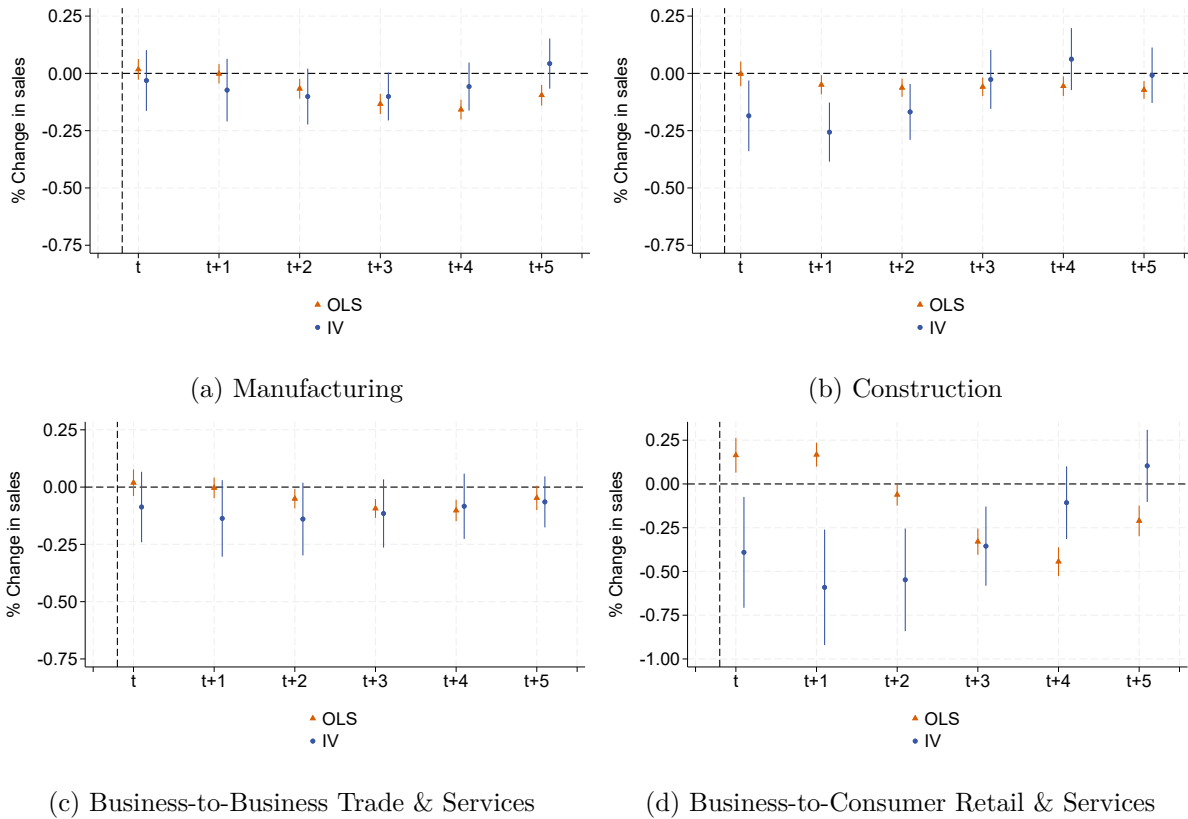 % Change in sales
0.25
0.00
-0.25
-0.50
-0.75
t t+1 t+2 t+3 t+4 t+5
OLS
IV
(a) Manufacturing
% Change in sales
0.25
0.00
-0.25
-0.50
-0.75
t t+1 t+2 t+3 t+4 t+5
OLS
IV
(b) Construction
% Change in sales
0.25
0.00
-0.25
-0.50
-0.75
t t+1 t+2 t+3 t+4 t+5
OLS
IV
(c) Business-to-Business Trade & Services
% Change in sales
0.25
0.00
-0.25
-0.50
-0.75
-1.00
t t+1 t+2 t+3 t+4 t+5
OLS
IV
(d) Business-to-Consumer Retail & Services